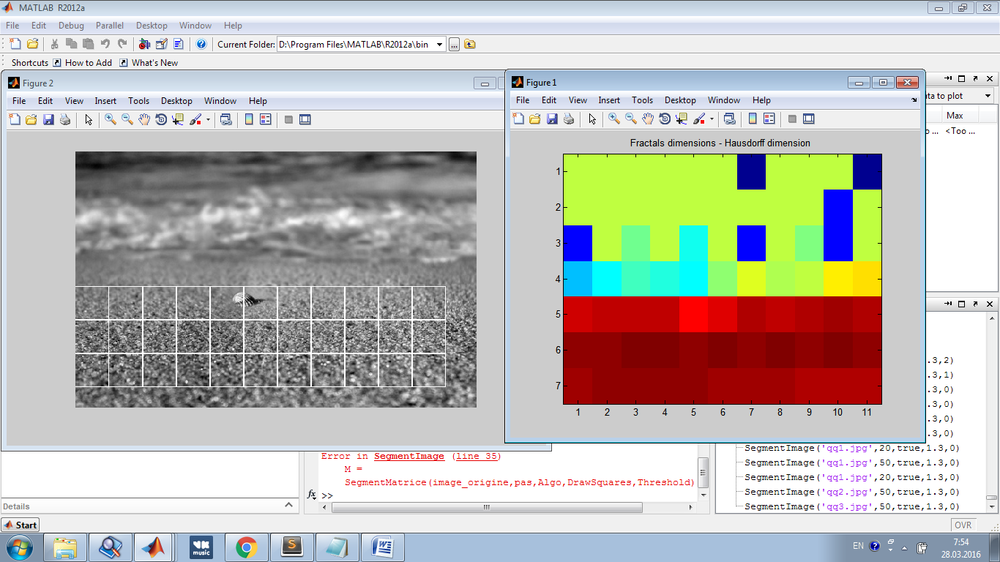 MATLAB R2012a
File Edit Debug Parallel Desktop Window Help
Current Folder: D:\Program Files\MATLAB\R2012a\bin ...
Shortcuts How to Add What's New
Figure 2
File Edit View Insert Tools Desktop Window Help
Figure 1
File Edit View Insert Tools Desktop Window Help
Fractals dimensions - Hausdorff dimension
1
2
3
4
5
6
7
1 2 3 4 5 6 7 8 9 10 11
ta to plot
Max
o ... <Too ...
.3,2)
.3,1)
.3,0)
.3,0)
.3,0)
.3,0)
SegmentImage('qq1.jpg',20,true,1.3,0)
SegmentImage('qq1.jpg',50,true,1.3,0)
SegmentImage('qq1.jpg',20,true,1.3,0)
SegmentImage('qq2.jpg',50,true,1.3,0)
SegmentImage('qq3.jpg',50,true,1.3,0)
Error in SegmentImage (line 35)
M =
SegmentMatrice(image_origine,pas,Algo,DrawSquares,Threshold)
fx >>
Details
Start
OVR
VK music
S
W
EN
7:54
28.03.2016